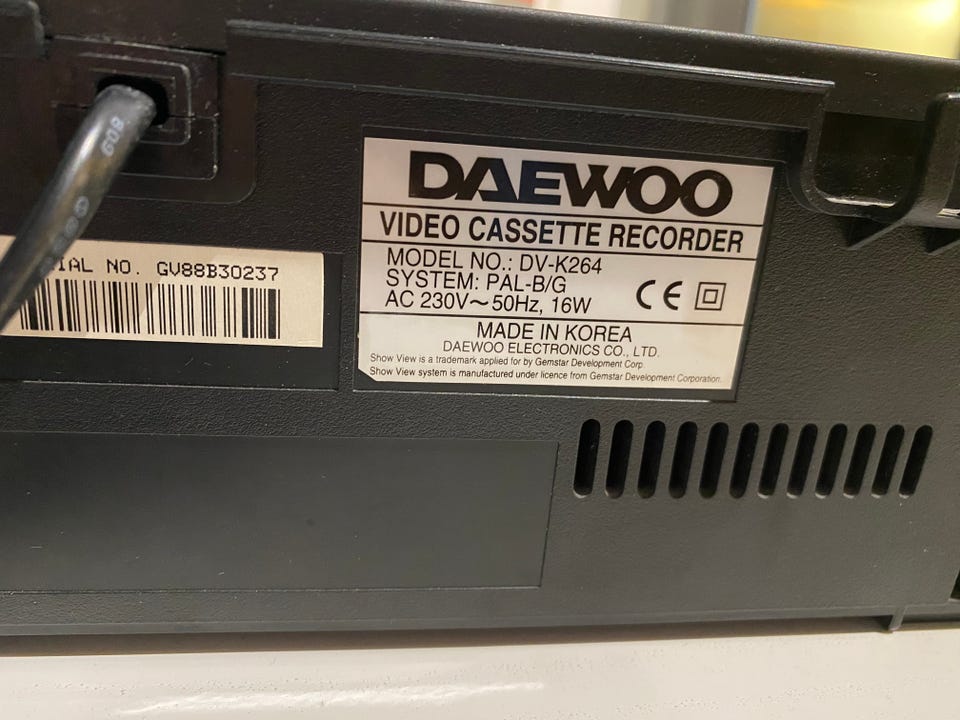 DAEWOO
VIDEO CASSETTE RECORDER
MODEL NO.: DV-K264
SYSTEM: PAL-B/G
AC 230V~50Hz, 16W
CE
MADE IN KOREA
DAEWOO ELECTRONICS CO., LTD.
Show View is a trademark applied for by Gemstar Development Corp.
Show View system is manufactured under licence from Gemstar Development Corporation.
NO. GV88B30237